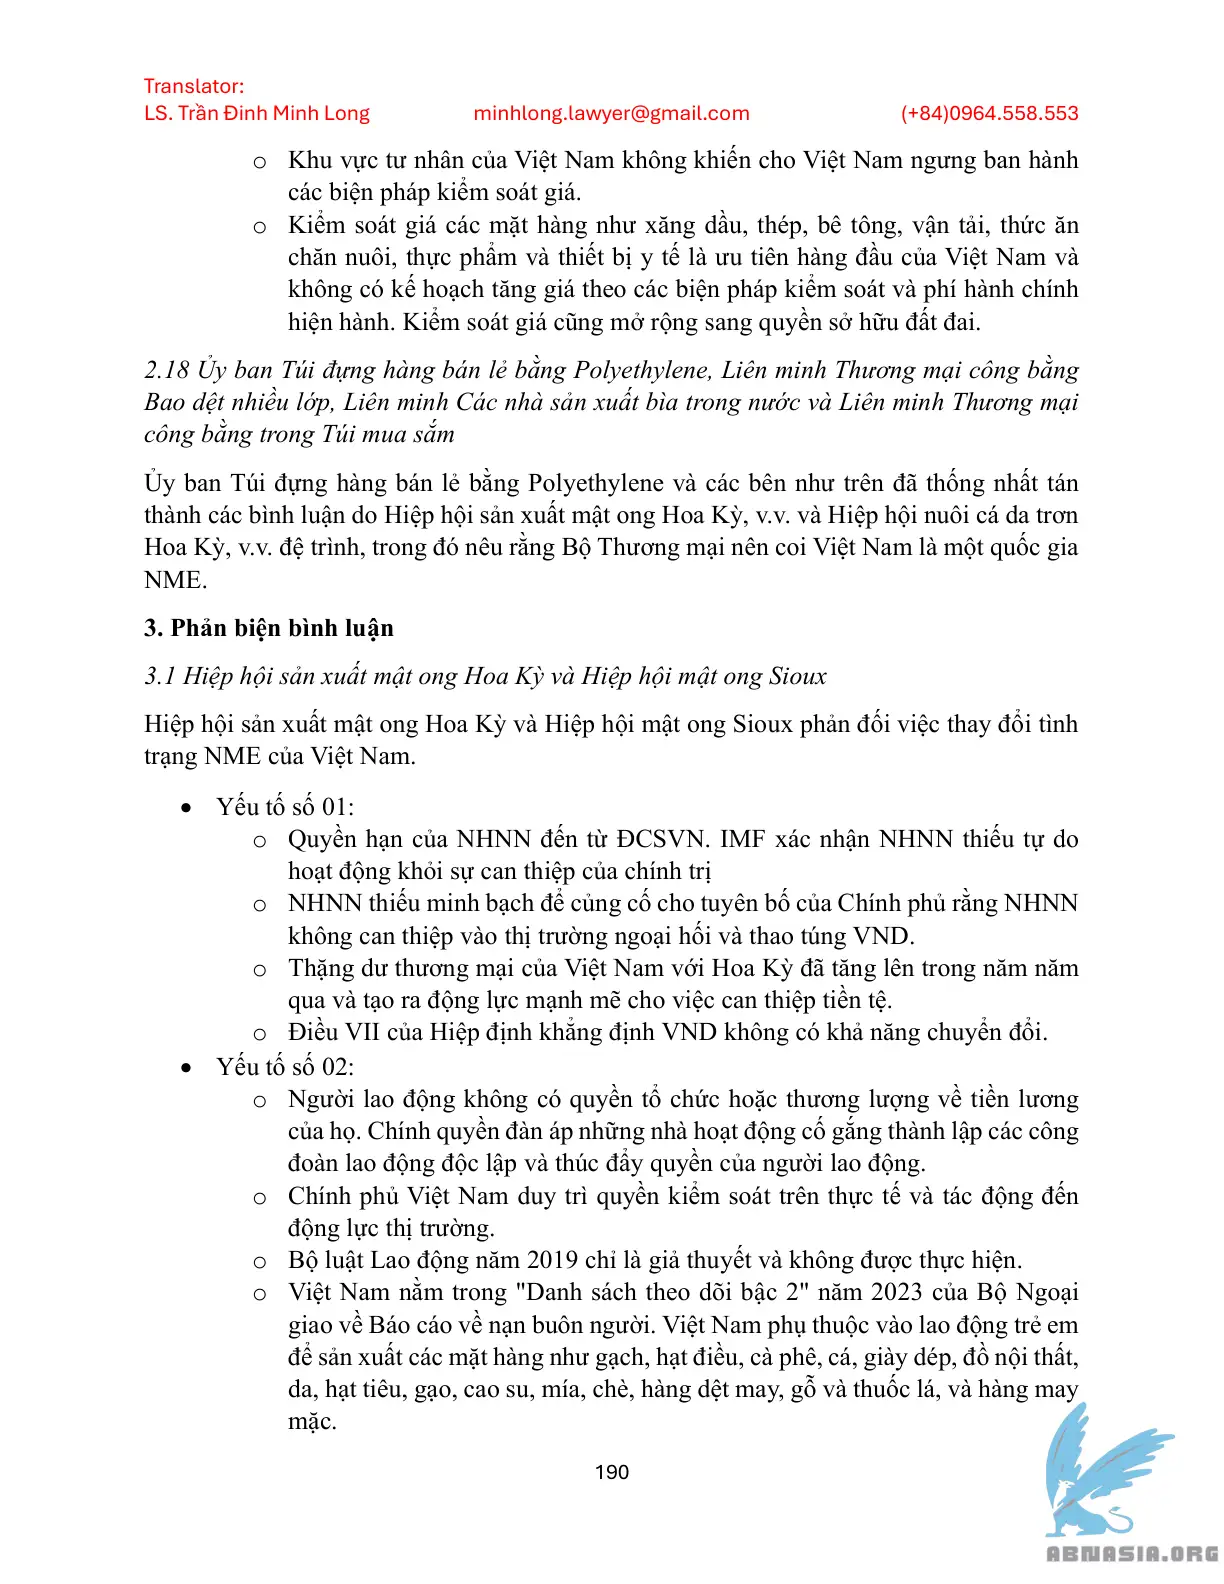 Translator:
LS. Trần Đinh Minh Long minhlong.lawyer@gmail.com (+84)0964.558.553
o Khu vực tư nhân của Việt Nam không khiến cho Việt Nam ngưng ban hành
các biện pháp kiểm soát giá.
o Kiểm soát giá các mặt hàng như xăng dầu, thép, bê tông, vận tải, thức ăn
chăn nuôi, thực phẩm và thiết bị y tế là ưu tiên hàng đầu của Việt Nam và
không có kế hoạch tăng giá theo các biện pháp kiểm soát và phí hành chính
hiện hành. Kiểm soát giá cũng mở rộng sang quyền sở hữu đất đai.
2.18 Ủy ban Túi đựng hàng bán lẻ bằng Polyethylene, Liên minh Thương mại công bằng
Bao dệt nhiều lớp, Liên minh Các nhà sản xuất bìa trong nước và Liên minh Thương mại
công bằng trong Túi mua sắm
Ủy ban Túi đựng hàng bán lẻ bằng Polyethylene và các bên như trên đã thống nhất tán
thành các bình luận do Hiệp hội sản xuất mật ong Hoa Kỳ, v.v. và Hiệp hội nuôi cá da trơn
Hoa Kỳ, v.v. đệ trình, trong đó nêu rằng Bộ Thương mại nên coi Việt Nam là một quốc gia
NME.
3. Phản biện bình luận
3.1 Hiệp hội sản xuất mật ong Hoa Kỳ và Hiệp hội mật ong Sioux
Hiệp hội sản xuất mật ong Hoa Kỳ và Hiệp hội mật ong Sioux phản đối việc thay đổi tình
trạng NME của Việt Nam.
• Yếu tố số 01:
o Quyền hạn của NHNN đến từ ĐCSVN. IMF xác nhận NHNN thiếu tự do
hoạt động khỏi sự can thiệp của chính trị
o NHNN thiếu minh bạch để củng cố cho tuyên bố của Chính phủ rằng NHNN
không can thiệp vào thị trường ngoại hối và thao túng VND.
o Thặng dư thương mại của Việt Nam với Hoa Kỳ đã tăng lên trong năm năm
qua và tạo ra động lực mạnh mẽ cho việc can thiệp tiền tệ.
o Điều VII của Hiệp định khẳng định VND không có khả năng chuyển đổi.
• Yếu tố số 02:
o Người lao động không có quyền tổ chức hoặc thương lượng về tiền lương
của họ. Chính quyền đàn áp những nhà hoạt động cố gắng thành lập các công
đoàn lao động độc lập và thúc đẩy quyền của người lao động.
o Chính phủ Việt Nam duy trì quyền kiểm soát trên thực tế và tác động đến
động lực thị trường.
o Bộ luật Lao động năm 2019 chỉ là giả thuyết và không được thực hiện.
o Việt Nam nằm trong "Danh sách theo dõi bậc 2" năm 2023 của Bộ Ngoại
giao về Báo cáo về nạn buôn người. Việt Nam phụ thuộc vào lao động trẻ em
để sản xuất các mặt hàng như gạch, hạt điều, cà phê, cá, giày dép, đồ nội thất,
da, hạt tiêu, gạo, cao su, mía, chè, hàng dệt may, gỗ và thuốc lá, và hàng may
mặc.
190
ABNASIA.ORG